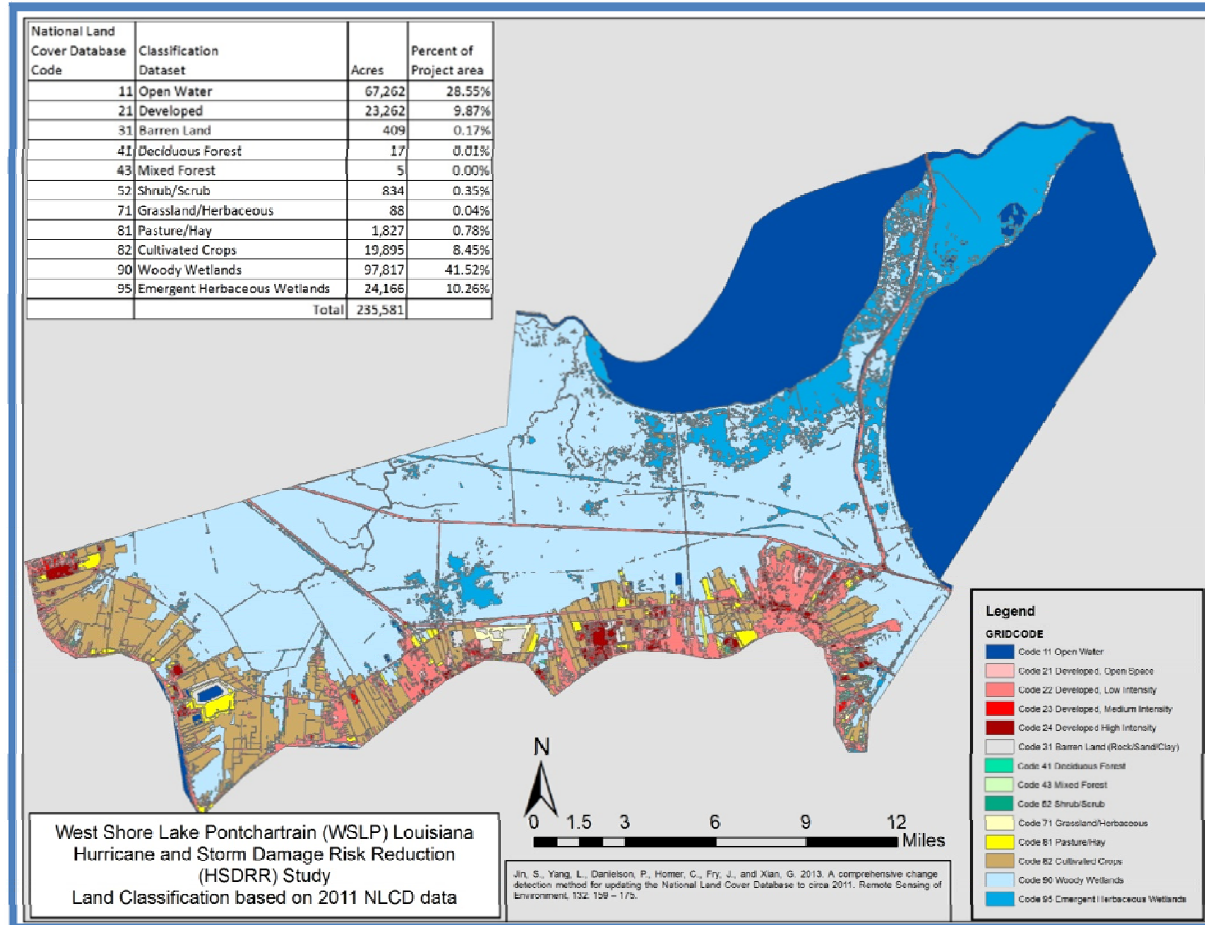 National Land
Cover Database
Code
Classification
Dataset
Acres
Percent of
Project area
11 Open Water 67,262 28.55%
21 Developed 23,262 9.87%
31 Barren Land 409 0.17%
41 Deciduous Forest 17 0.01%
43 Mixed Forest 5 0.00%
52 Shrub/Scrub 834 0.35%
71 Grassland/Herbaceous 88 0.04%
81 Pasture/Hay 1,827 0.78%
82 Cultivated Crops 19,895 8.45%
90 Woody Wetlands 97,817 41.52%
95 Emergent Herbaceous Wetlands 24,166 10.26%
Total 235,581
Legend
GRIDCODE
Code 11 Open Water
Code 21 Developed, Open Space
Code 22 Developed, Low Intensity
Code 23 Developed, Medium Intensity
Code 24 Developed High Intensity
Code 31 Barren Land (Rock/Sand/Clay)
Code 41 Deciduous Forest
Code 43 Mixed Forest
Code 52 Shrub/Scrub
Code 71 Grassland/Herbaceous
Code 81 Pasture/Hay
Code 82 Cultivated Crops
Code 90 Woody Wetlands
Code 95 Emergent Herbaceous Wetlands
N
0 1.5 3 6 9 12
Miles
West Shore Lake Pontchartrain (WSLP) Louisiana
Hurricane and Storm Damage Risk Reduction
(HSDRR) Study
Land Classification based on 2011 NLCD data
Jin, S., Yang, L., Danielson, P., Homer, C., Fry, J., and Xian, G. 2013. A comprehensive change
detection method for updating the National Land Cover Database to circa 2011. Remote Sensing of
Environment, 132: 159 – 175.